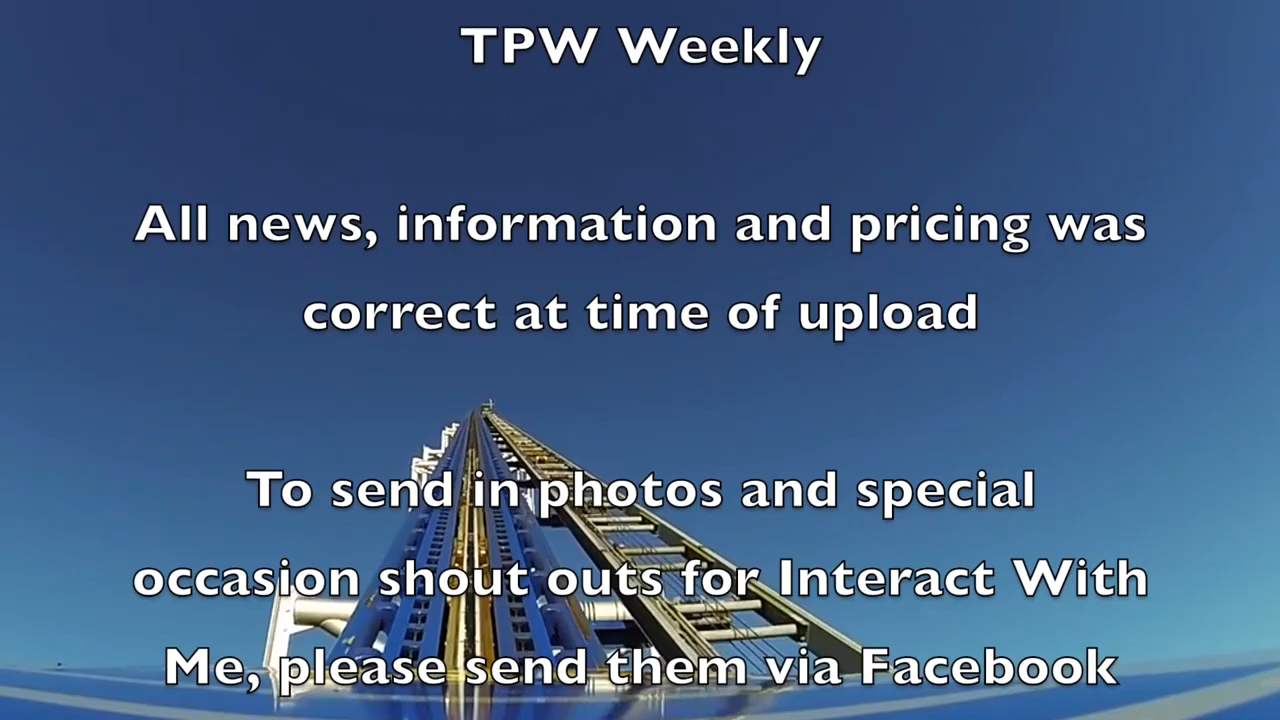 TPW Weekly
All news, information and pricing was
correct at time of upload
To send in photos and special
occasion shout outs for Interact With
Me, please send them via Facebook